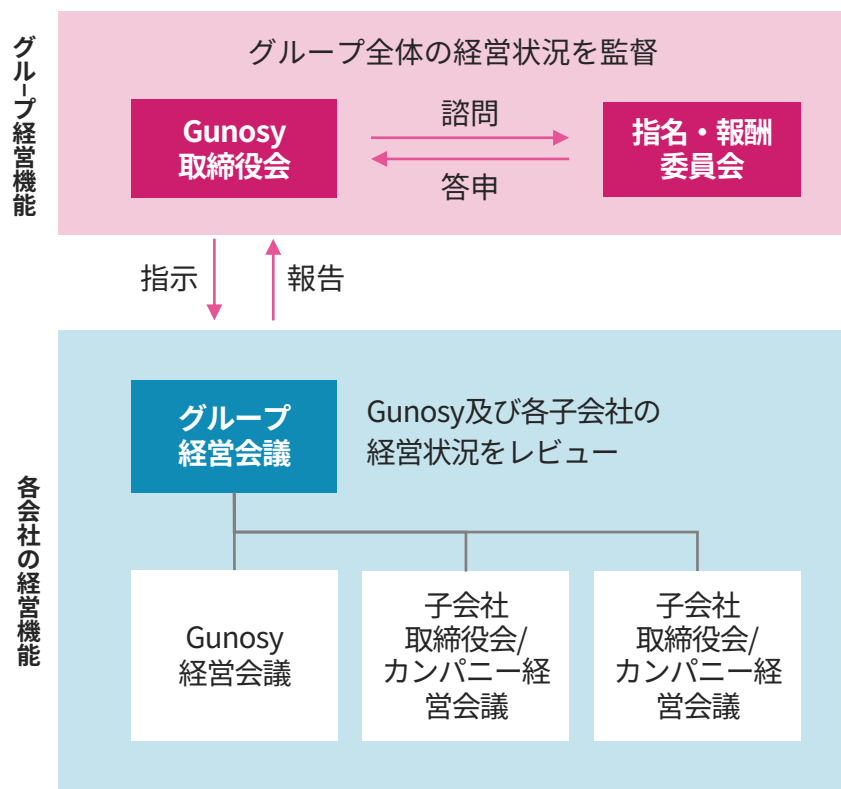 グループ経営機能
グループ全体の経営状況を監督
Gunosy
取締役会
諮問
答申
指名・報酬
委員会
指示
報告
各会社の経営機能
グループ
経営会議
Gunosy及び各子会社の
経営状況をレビュー
Gunosy
経営会議
子会社
取締役会/
カンパニー経
営会議
子会社
取締役会/
カンパニー経
営会議